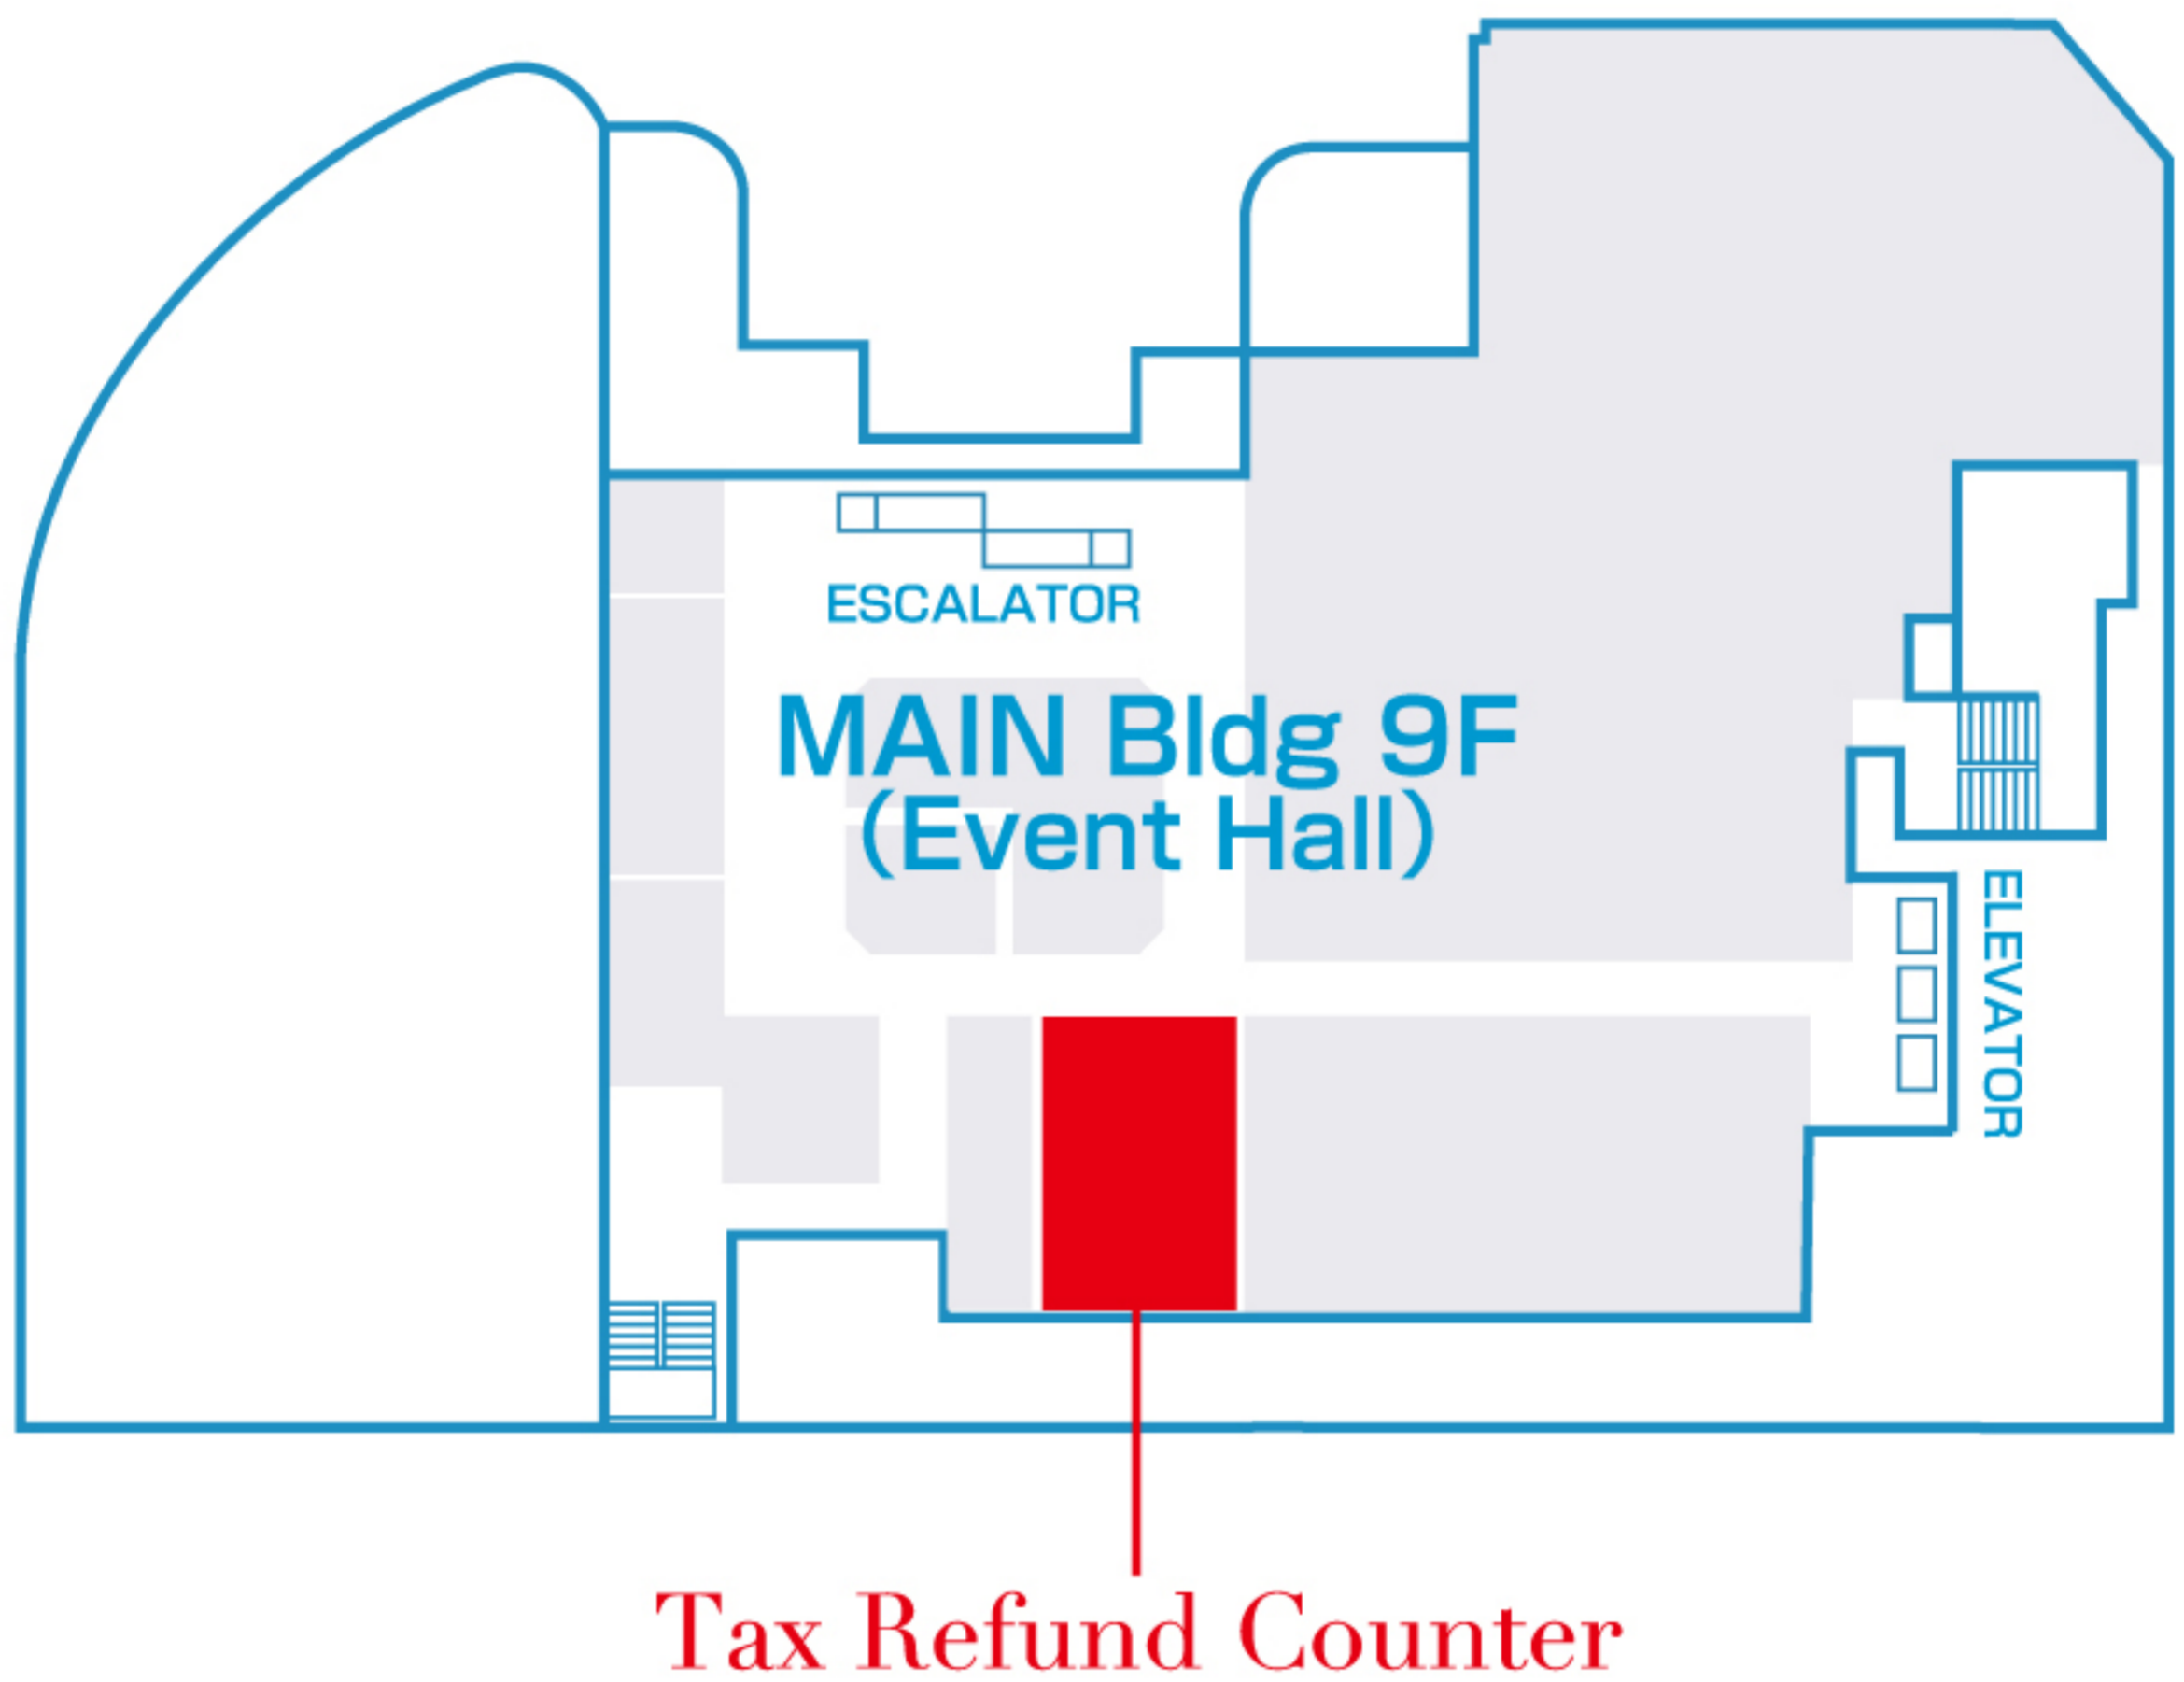 ESCALATOR
MAIN Bldg 9F
(Event Hall)
ELEVATOR
Tax Refund Counter